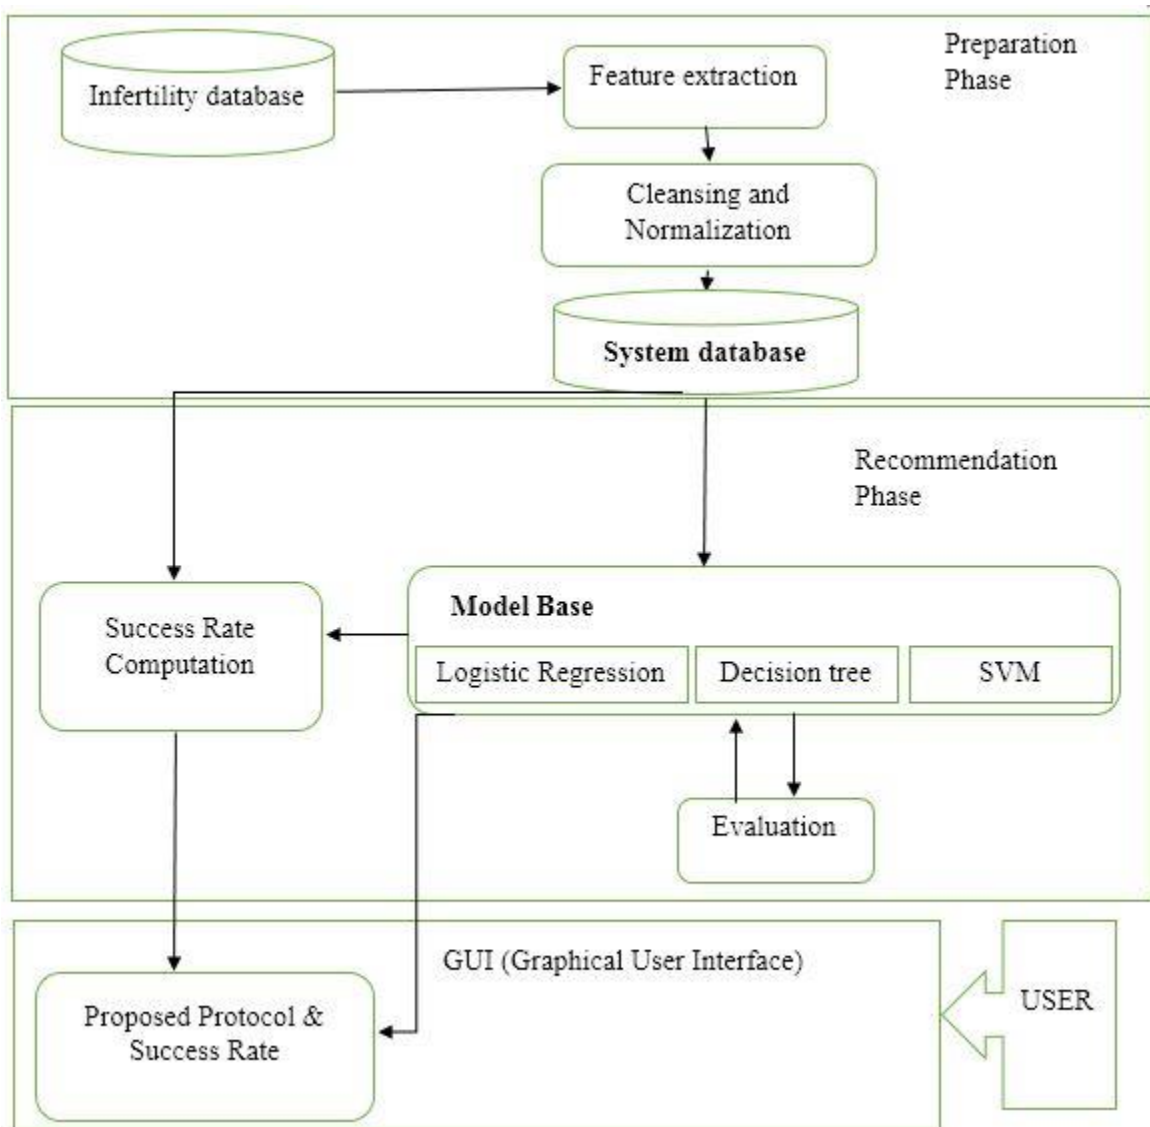 Preparation
Phase
Infertility database
Feature extraction
Cleansing and
Normalization
System database
Recommendation
Phase
Success Rate
Computation
Model Base
Logistic Regression
Decision tree
SVM
Evaluation
GUI (Graphical User Interface)
Proposed Protocol &
Success Rate
USER